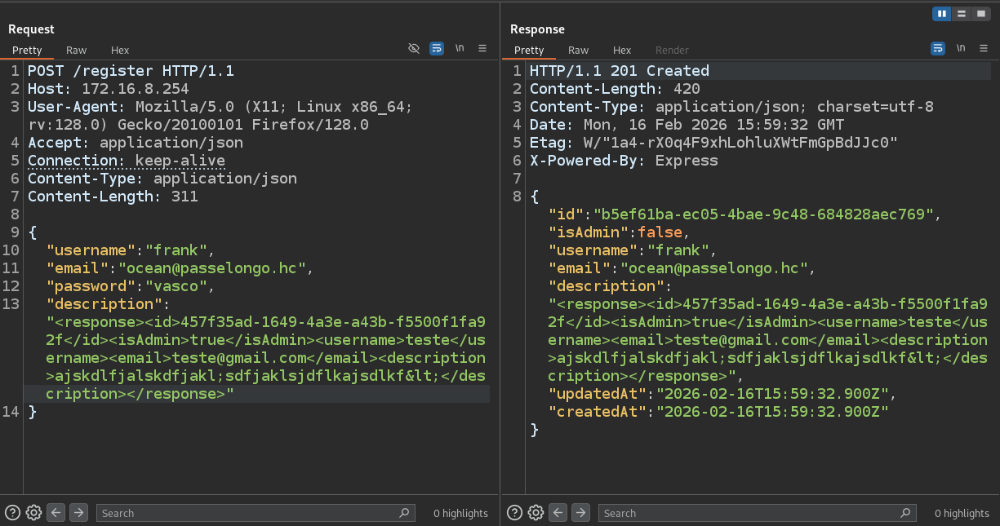 Request
Pretty Raw Hex \n
1 POST /register HTTP/1.1
2 Host: 172.16.8.254
3 User-Agent: Mozilla/5.0 (X11; Linux x86_64;
rv:128.0) Gecko/20100101 Firefox/128.0
4 Accept: application/json
5 Connection: keep-alive
6 Content-Type: application/json
7 Content-Length: 311
8
9 {
10 "username":"frank",
11 "email":"ocean@passelongo.hc",
12 "password":"vasco",
13 "description":
"<response><id>457f35ad-1649-4a3e-a43b-f5500f1fa9
2f</id><isAdmin>true</isAdmin><username>teste</us
ername><email>teste@gmail.com</email><description
>ajskdlfjalskdfjakl;sdfjaklsjdflkajsdlkf&lt;</des
cription></response>"
14 }
Search 0 highlights
Response
Pretty Raw Hex Render \n
1 HTTP/1.1 201 Created
2 Content-Length: 420
3 Content-Type: application/json; charset=utf-8
4 Date: Mon, 16 Feb 2026 15:59:32 GMT
5 Etag: W/"1a4-rX0q4F9xhLohluXWtFmGpBdJJc0"
6 X-Powered-By: Express
7
8 {
"id":"b5ef61ba-ec05-4bae-9c48-684828aec769",
"isAdmin":false,
"username":"frank",
"email":"ocean@passelongo.hc",
"description":
"<response><id>457f35ad-1649-4a3e-a43b-f5500f1fa9
2f</id><isAdmin>true</isAdmin><username>teste</us
ername><email>teste@gmail.com</email><description
>ajskdlfjalskdfjakl;sdfjaklsjdflkajsdlkf&lt;</des
cription></response>",
"updatedAt":"2026-02-16T15:59:32.900Z",
"createdAt":"2026-02-16T15:59:32.900Z"
}
Search 0 highlights